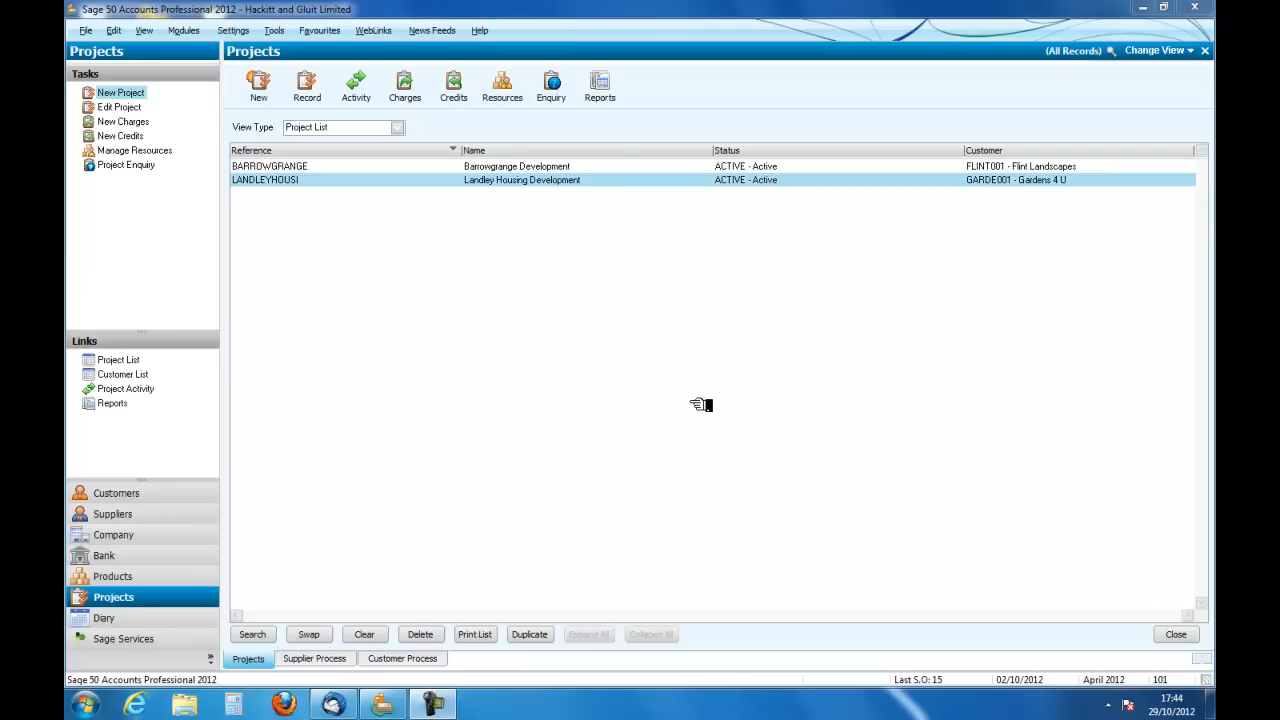 Sage 50 Accounts Professional 2012 - Hackitt and Gluit Limited
File Edit View Modules Settings Tools Favourites WebLinks News Feeds Help
Projects
Tasks
New Project
Edit Project
New Charges
New Credits
Manage Resources
Project Enquiry
Links
Project List
Customer List
Project Activity
Reports
Customers
Suppliers
Company
Bank
Products
Projects
Diary
Sage Services
Projects (All Records) Change View
New Record Activity Charges Credits Resources Enquiry Reports
View Type Project List
Reference Name Status Customer
BARROWGRANGE Barrowgrange Development ACTIVE - Active FLINT001 - Flint Landscapes
LANDLEYHOUSI Landley Housing Development ACTIVE - Active GARDE001 - Gardens 4 U
Search Swap Clear Delete Print List Duplicate Expand All Collapse All Close
Projects Supplier Process Customer Process
Sage 50 Accounts Professional 2012 Last S.O: 15 02/10/2012 April 2012 101
17:44
29/10/2012